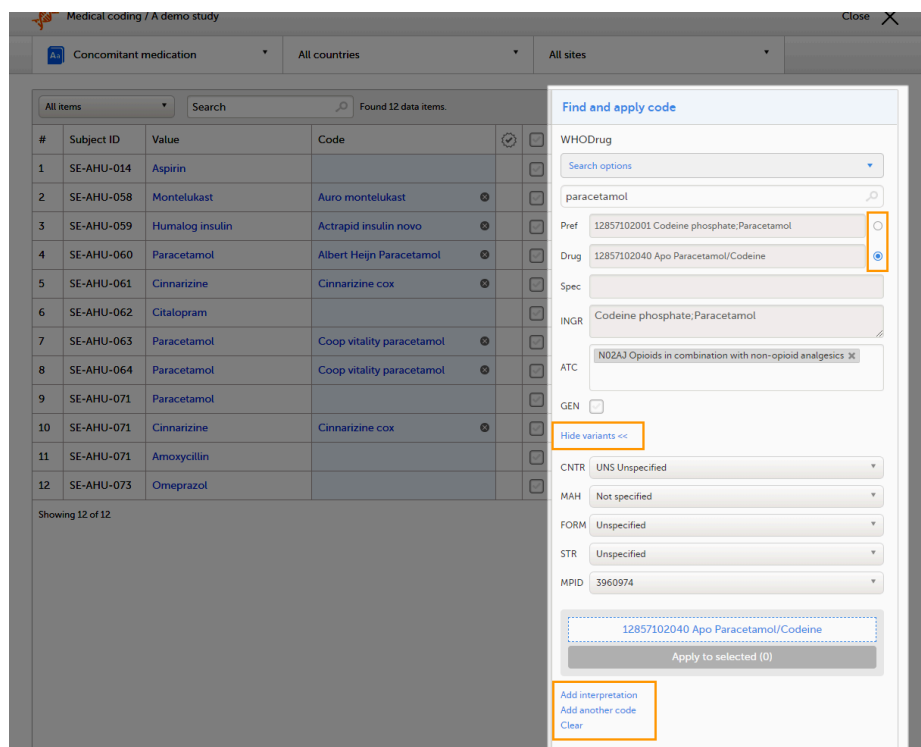 Medical coding / A demo study
Close
Aa Concomitant medication
All countries
All sites
All items
Search
Found 12 data items.
# Subject ID Value Code
1 SE-AHU-014 Aspirin
2 SE-AHU-058 Montelukast Auro montelukast
3 SE-AHU-059 Humalog insulin Actrapid insulin novo
4 SE-AHU-060 Paracetamol Albert Heijn Paracetamol
5 SE-AHU-061 Cinnarizine Cinnarizine cox
6 SE-AHU-062 Citalopram
7 SE-AHU-063 Paracetamol Coop vitality paracetamol
8 SE-AHU-064 Paracetamol Coop vitality paracetamol
9 SE-AHU-071 Paracetamol
10 SE-AHU-071 Cinnarizine Cinnarizine cox
11 SE-AHU-071 Amoxycillin
12 SE-AHU-073 Omeprazol
Showing 12 of 12
Find and apply code
WHODrug
Search options
paracetamol
Pref 12857102001 Codeine phosphate;Paracetamol
Drug 12857102040 Apo Paracetamol/Codeine
Spec
INGR Codeine phosphate;Paracetamol
ATC N02AJ Opioids in combination with non-opioid analgesics
GEN
Hide variants <<
CNTR UNS Unspecified
MAH Not specified
FORM Unspecified
STR Unspecified
MPID 3960974
12857102040 Apo Paracetamol/Codeine
Apply to selected (0)
Add interpretation
Add another code
Clear